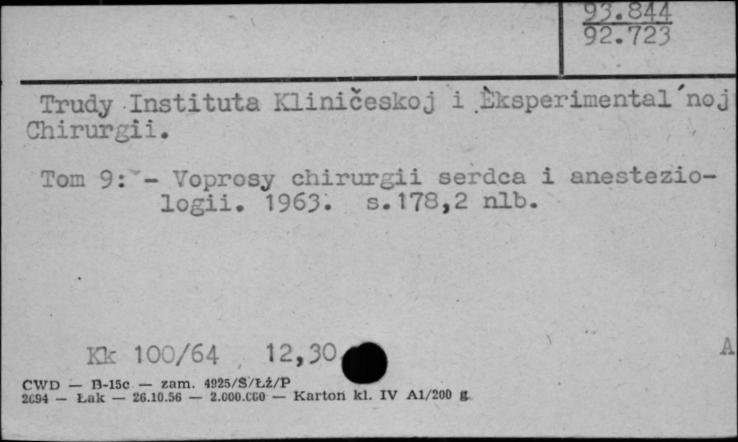 93.844
92.723
Trudy Instituta Kliničeskoj i Èksperimental'noj
Chirurgii.
Tom 9: - Voprosy chirurgii serdca i anestezio-
logii. 1963. s.178,2 nlb.
Kk 100/64 12,30
A
CWD — B-15c — zam. 4925/S/Łż/P
2694 — Łak — 26.10.56 — 2.000.000 — Karton kl. IV A1/200 g